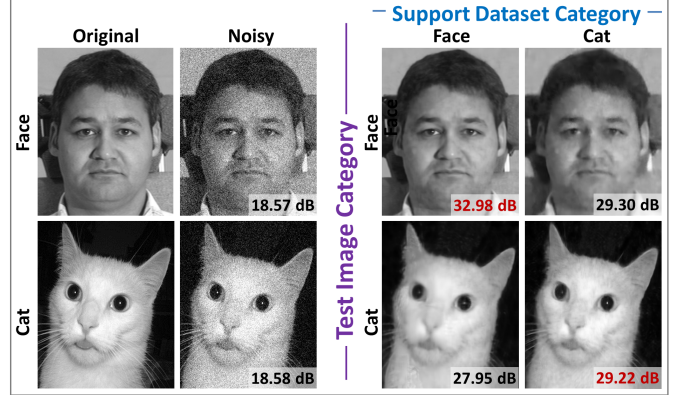 Support Dataset Category
Original
Noisy
Face
Cat
Face
18.57 dB
Test Image Category
Face
Face
32.98 dB
29.30 dB
Cat
18.58 dB
Cat
27.95 dB
29.22 dB